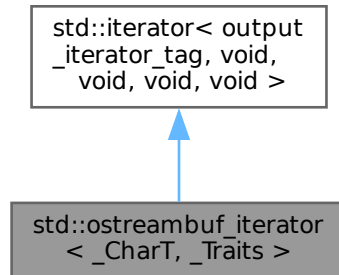 std::iterator< output
_iterator_tag, void,
void, void, void >
std::ostreambuf_iterator
< _CharT, _Traits >